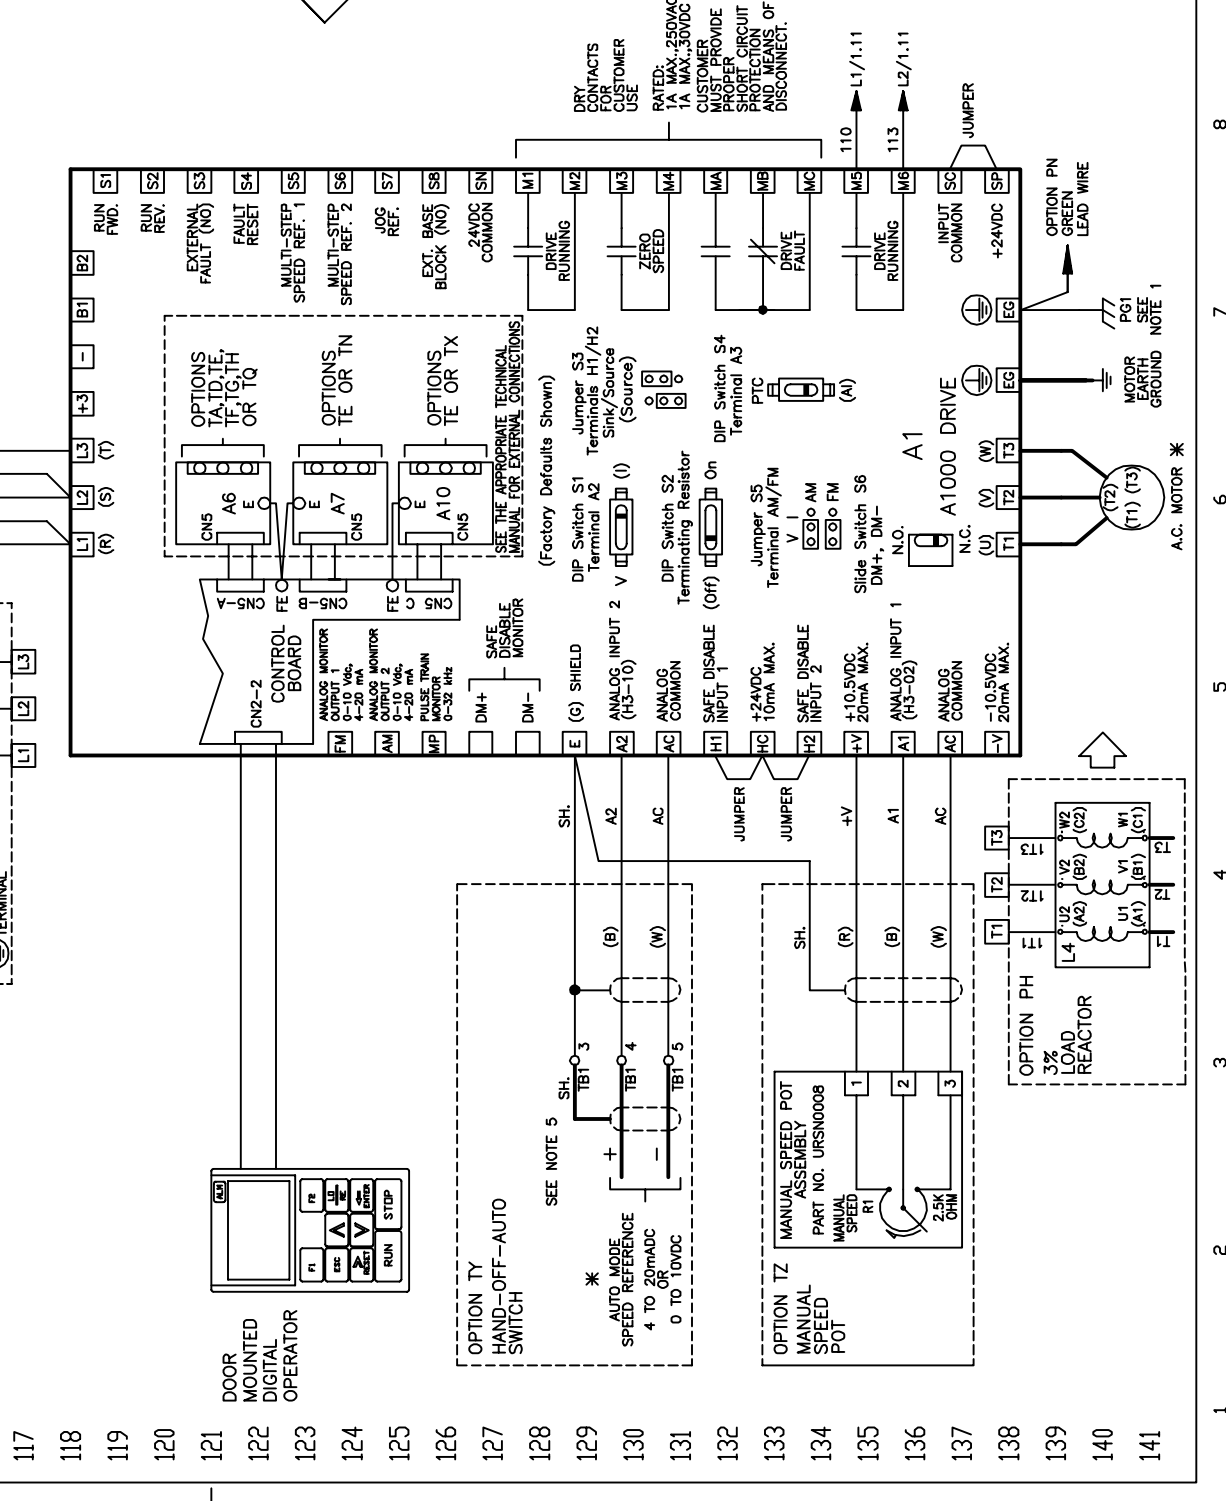 DRY
CONTACTS
FOR
CUSTOMER
USE
RATED:
1A MAX.,250VAC
1A MAX.,30VDC
CUSTOMER
MUST PROVIDE
PROPER
SHORT CIRCUIT
PROTECTION
AND MEANS OF
DISCONNECT.
110
L1/1.11
113
L2/1.11
JUMPER
8
7
6
5
4
3
2
1
S1
S2
S3
S4
S5
S6
S7
S8
SN
M1
M2
M3
M4
MA
MB
MC
M5
M6
SC
SP
RUN
FWD.
RUN
REV.
EXTERNAL
FAULT (NO)
FAULT
RESET
MULTI-STEP
SPEED REF. 1
MULTI-STEP
SPEED REF. 2
JOG
REF.
EXT. BASE
BLOCK (NO)
24VDC
COMMON
DRIVE
RUNNING
ZERO
SPEED
DRIVE
FAULT
DRIVE
RUNNING
INPUT
COMMON
+24VDC
OPTION PN
GREEN
LEAD WIRE
B2
B1
-
+3
L3
(T)
L2
(S)
L1
(R)
EG
PG1
SEE
NOTE 1
EG
MOTOR
EARTH
GROUND
OPTIONS
TA,TD,TE,
TF,TG,TH
OR TQ
OPTIONS
TE OR TN
OPTIONS
TE OR TX
SEE THE APPROPRIATE TECHNICAL
MANUAL FOR EXTERNAL CONNECTIONS
A6
E
CN5
A7
E
CN5
A10
E
CN5
(Factory Defaults Shown)
DIP Switch S1
Terminal A2
V
(I)
Jumper S3
Terminals H1/H2
Sink/Source
(Source)
DIP Switch S2
Terminating Resistor
(Off)
On
DIP Switch S4
Terminal A3
PTC
(AI)
Jumper S5
Terminal AM/FM
V I
AM
FM
Slide Switch S6
DM+, DM-
N.O.
N.C.
A1
A1000 DRIVE
(W)
T3
(V)
T2
(U)
T1
(T2)
(T1) (T3)
A.C. MOTOR *
CN5-A
FE
CN5-B
FE
CN5
C
CONTROL
BOARD
CN2-2
ANALOG MONITOR
OUTPUT 1
0-10 Vdc,
4-20 mA
FM
ANALOG MONITOR
OUTPUT 2
0-10 Vdc,
4-20 mA
AM
PULSE TRAIN
MONITOR
0-32 kHz
MP
DM+
DM-
SAFE
DISABLE
MONITOR
(G) SHIELD
E
ANALOG INPUT 2
(H3-10)
A2
ANALOG
COMMON
AC
SAFE DISABLE
INPUT 1
H1
+24VDC
10mA MAX.
HC
SAFE DISABLE
INPUT 2
H2
+10.5VDC
20mA MAX.
+V
ANALOG INPUT 1
(H3-02)
A1
ANALOG
COMMON
AC
-10.5VDC
20mA MAX.
-V
L3
L2
L1
TERMINAL
SH.
A2
AC
JUMPER
JUMPER
+V
A1
AC
(B)
(W)
SH.
(R)
(B)
(W)
3
TB1
4
TB1
5
TB1
SH.
SEE NOTE 5
+
-
OPTION TY
HAND-OFF-AUTO
SWITCH
*
AUTO MODE
SPEED REFERENCE
4 TO 20mADC
OR
0 TO 10VDC
1
2
3
MANUAL SPEED POT
ASSEMBLY
PART NO. URSN0008
MANUAL
SPEED
R1
2.5K
OHM
OPTION TZ
MANUAL
SPEED
POT
T3
T2
T1
1T3
1T2
1T1
W2
(C2)
V2
(B2)
U2
(A2)
W1
(C1)
V1
(B1)
U1
(A1)
L4
T3
T2
T1
OPTION PH
3%
LOAD
REACTOR
ALM
F1
F2
ESC
LO
RE
ENTER
RESET
RUN
STOP
DOOR
MOUNTED
DIGITAL
OPERATOR
117
118
119
120
121
122
123
124
125
126
127
128
129
130
131
132
133
134
135
136
137
138
139
140
141